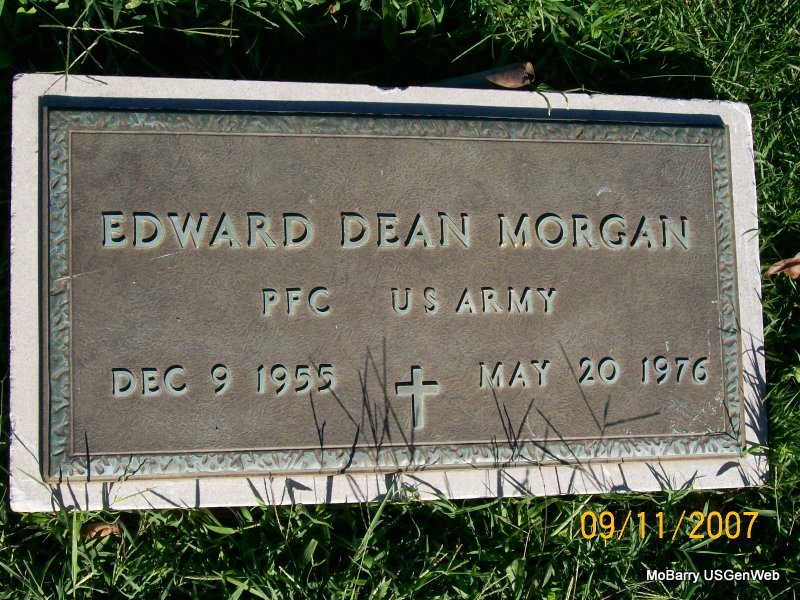 EDWARD DEAN MORGAN
PFC US ARMY
DEC 9 1955 MAY 20 1976
09/11/2007
MoBarry USGenWeb